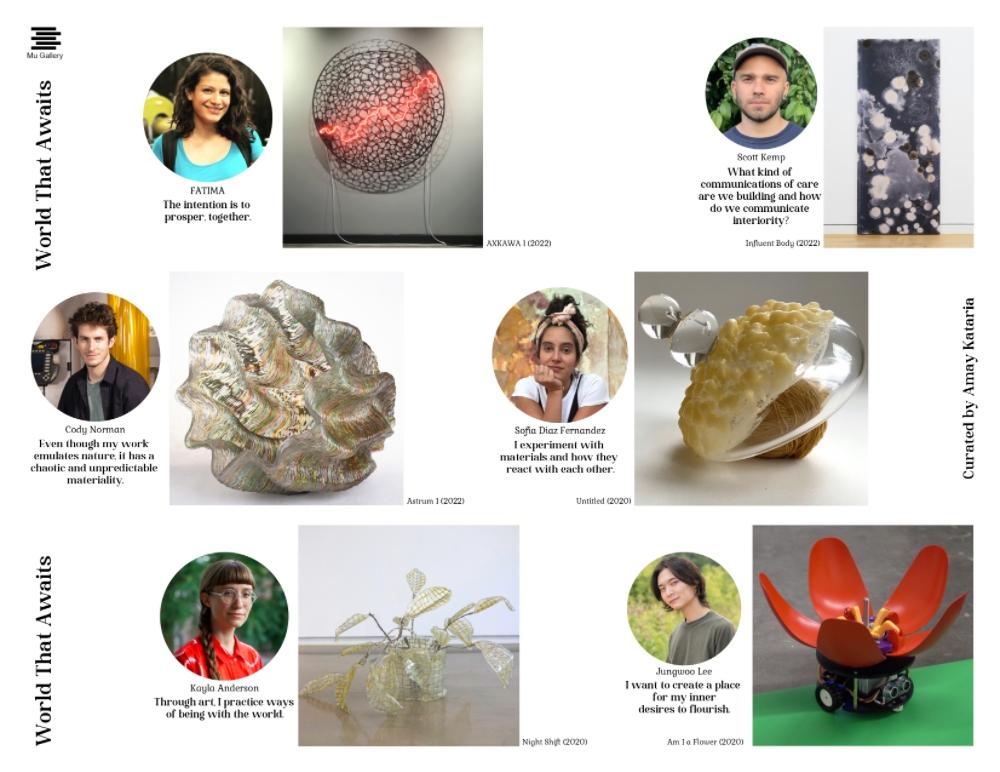 Mu Gallery
World That Awaits
FATIMA
The intention is to
prosper, together.
AXKAWA 1 (2022)
Scott Kemp
What kind of
communications of care
are we building and how
do we communicate
interiority?
Influent Body (2022)
Cody Norman
Even though my work
emulates nature, it has a
chaotic and unpredictable
materiality.
Astrum 1 (2022)
Sofia Diaz Fernandez
I experiment with
materials and how they
react with each other.
Untitled (2020)
Curated by Amay Kataria
World That Awaits
Kayla Anderson
Through art, I practice ways
of being with the world.
Night Shift (2020)
Jungwoo Lee
I want to create a place
for my inner
desires to flourish.
Am I a Flower (2020)